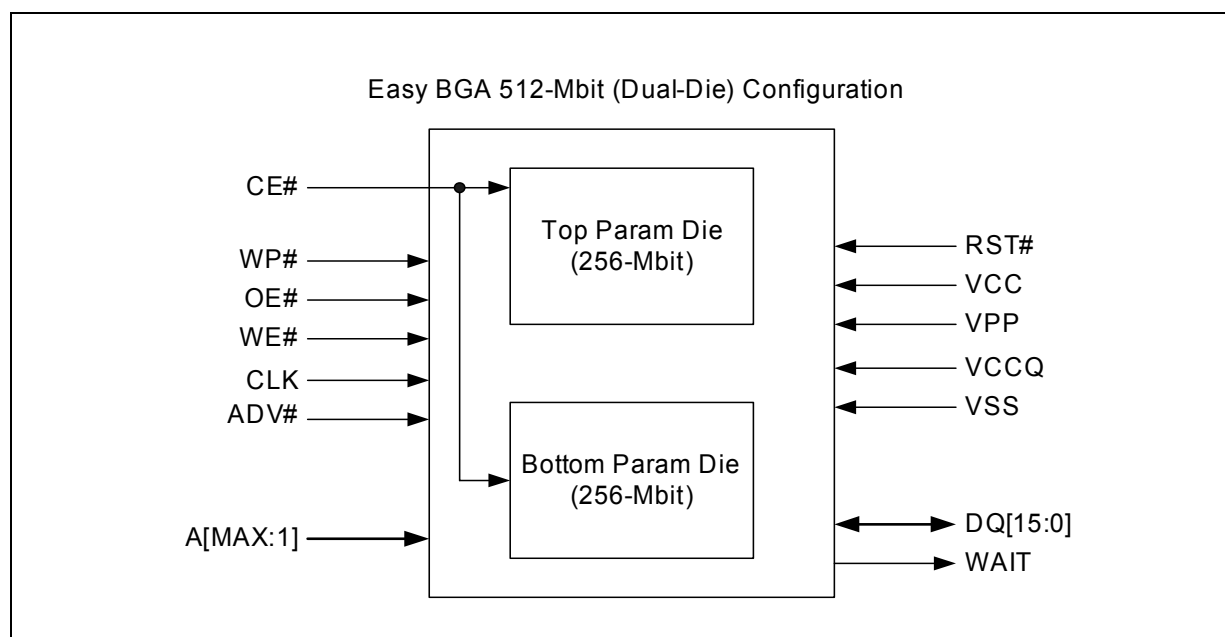 Easy BGA 512-Mbit (Dual-Die) Configuration
CE#
WP#
OE#
WE#
CLK
ADV#
A[MAX:1]
Top Param Die
(256-Mbit)
Bottom Param Die
(256-Mbit)
RST#
VCC
VPP
VCCQ
VSS
DQ[15:0]
WAIT